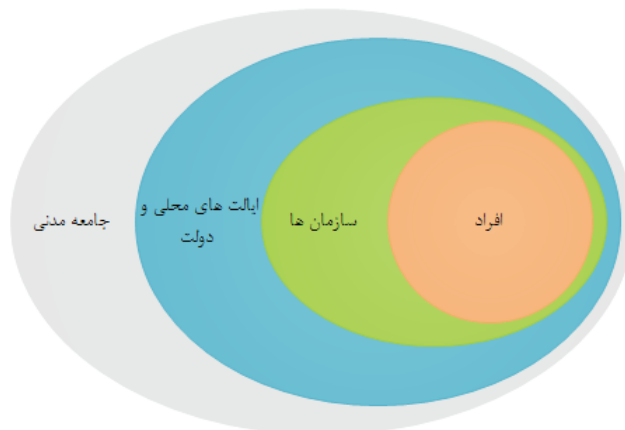 افراد
سازمان ها
ایالت های محلی و
دولت
جامعه مدنی